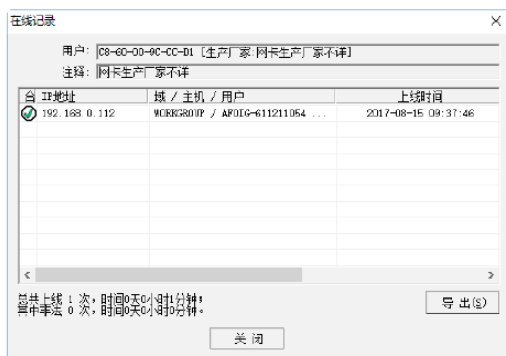 在线记录
用户: C8-60-00-9C-CC-D1 [生产厂家:网卡生产厂家不详]
注释: 网卡生产厂家不详
合 IP地址 域 / 主机 / 用户 上线时间
192.168.0.112 WORKGROUP / AFOIG-611211054 ... 2017-08-15 09:37:46
总共上线 1 次，时间0天0小时1分钟；
其中非法 0 次，时间0天0小时0分钟。
导 出(S)
关 闭